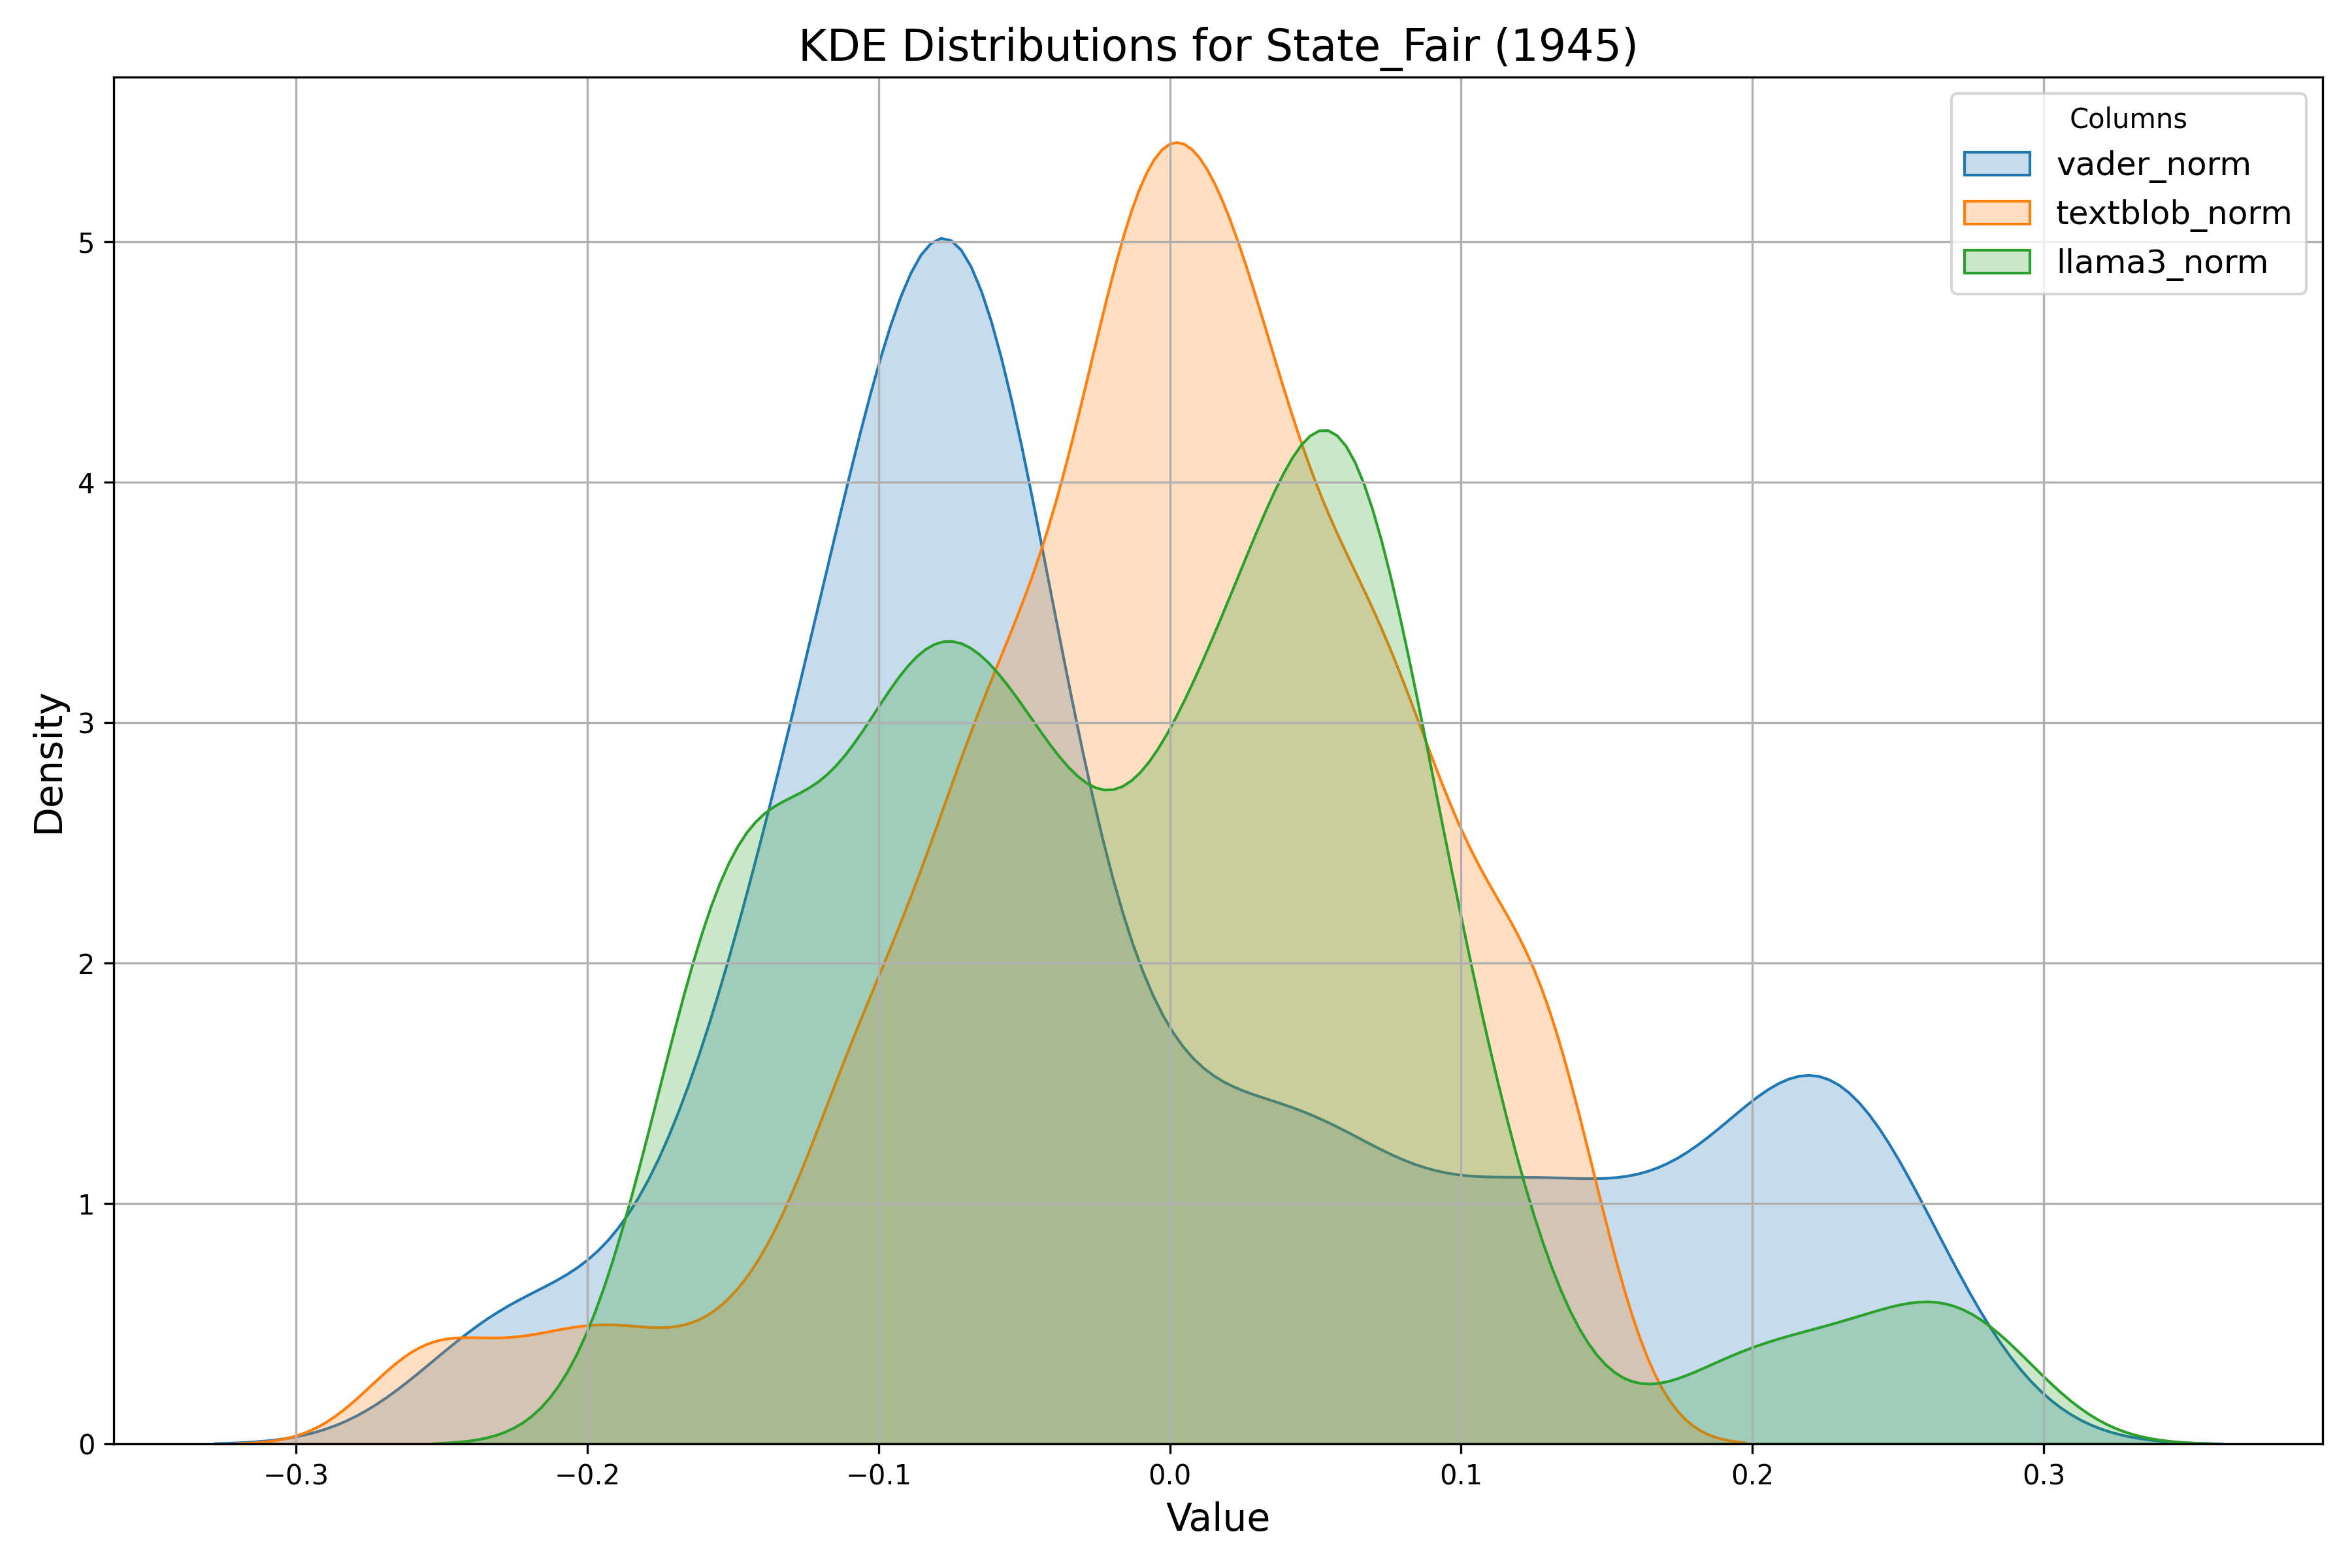 KDE Distributions for State_Fair (1945)
Columns
vader_norm
textblob_norm
llama3_norm
Density
5
4
3
2
1
0
−0.3
−0.2
−0.1
0.0
0.1
0.2
0.3
Value